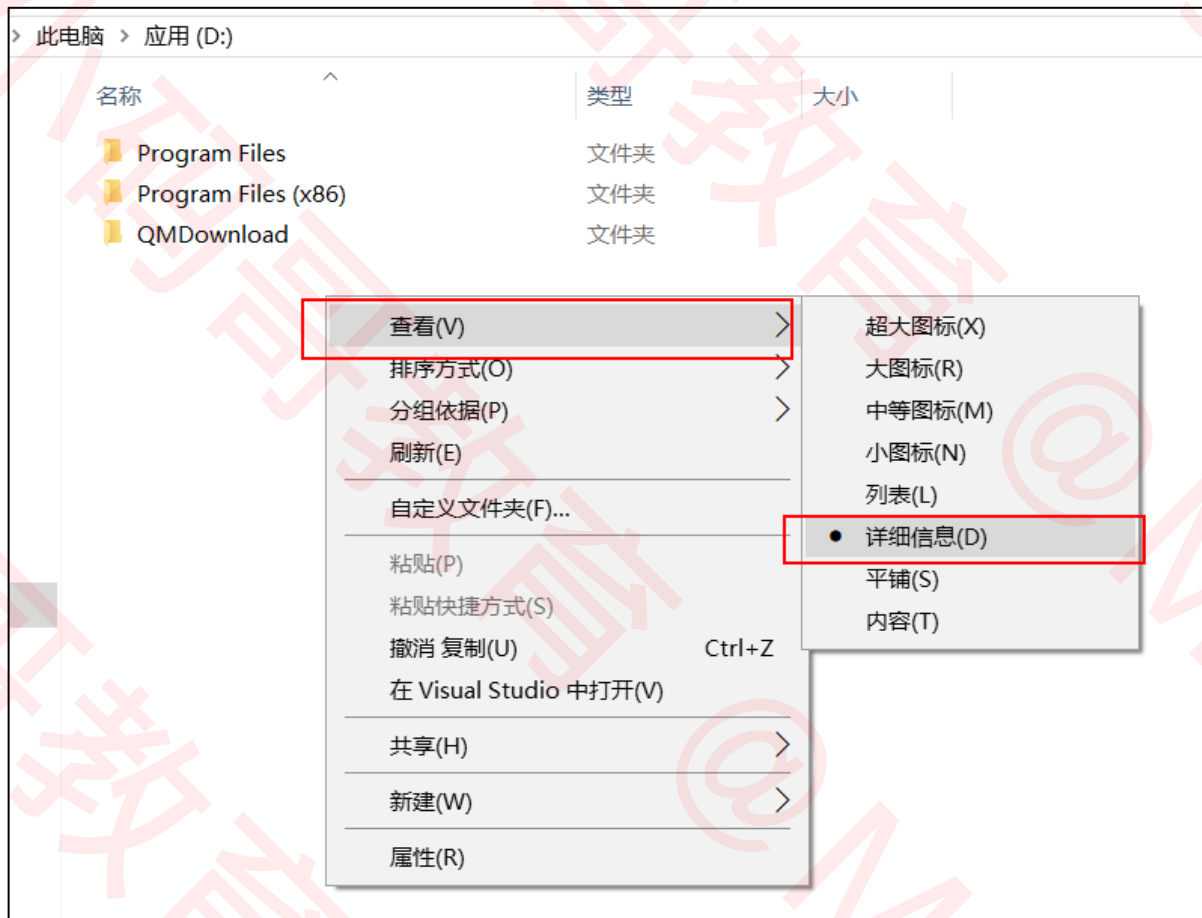 此电脑 > 应用 (D:)
名称 类型 大小
Program Files 文件夹
Program Files (x86) 文件夹
QMDownload 文件夹
查看(V)
排序方式(O)
分组依据(P)
刷新(E)
自定义文件夹(F)...
粘贴(P)
粘贴快捷方式(S)
撤消 复制(U) Ctrl+Z
在 Visual Studio 中打开(V)
共享(H)
新建(W)
属性(R)
超大图标(X)
大图标(R)
中等图标(M)
小图标(N)
列表(L)
详细信息(D)
平铺(S)
内容(T)
码哥教育